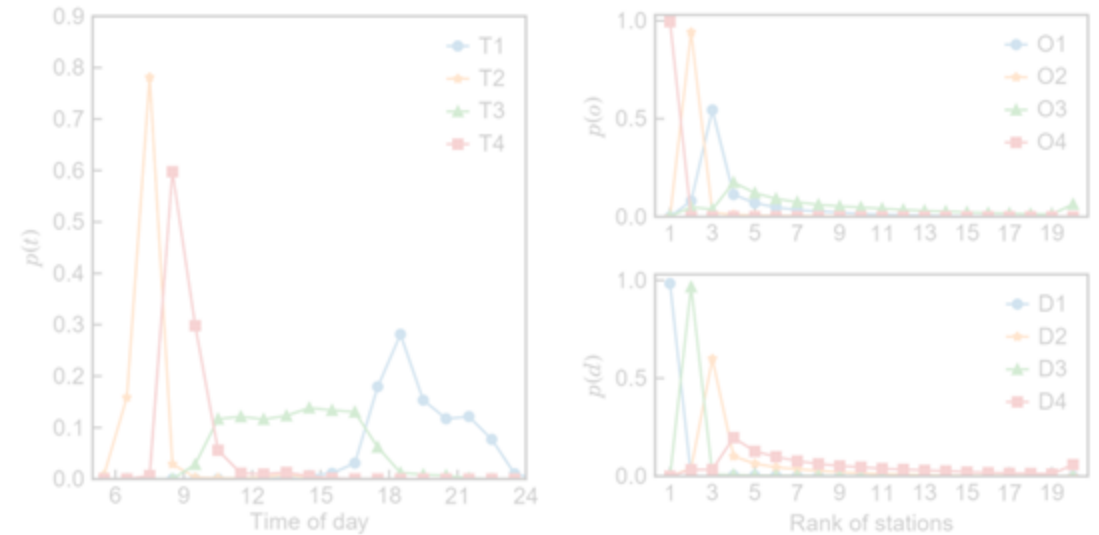 0.9
0.8
0.7
0.6
0.5
0.4
0.3
0.2
0.1
0.0
p(t)
T1
T2
T3
T4
6 9 12 15 18 21 24
Time of day
1.0
0.5
0.0
p(o)
O1
O2
O3
O4
1 3 5 7 9 11 13 15 17 19
1.0
0.5
0.0
p(d)
D1
D2
D3
D4
1 3 5 7 9 11 13 15 17 19
Rank of stations